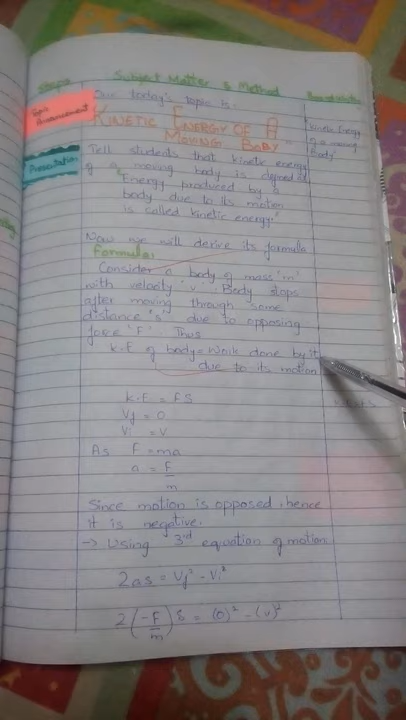 Steps Subject Matter & Method
Our today's topic is.
Topic
Announcement
KINETIC ENERGY OF A
MOVING BODY
"Kinetic Energy
of a moving
Body"
Presentation
Tell students that kinetic energy
of a moving body is defined as
"Energy produced by a
body due to its motion
is called kinetic energy."
Now we will derive its formula
Formula:
Consider a body of mass 'm'
with velocity 'v'. Body stops
after moving through some
distance 's' due to opposing
force 'F'. Thus
K.E of body = Work done by it
due to its motion
K.E = FS
Vf = 0
Vi = V
As F = ma
a = F/m
Since motion is opposed, hence
it is negative.
→ Using 3rd equation of motion
2as = Vf² - Vi²
2(-F/m)S = (0)² - (v)²